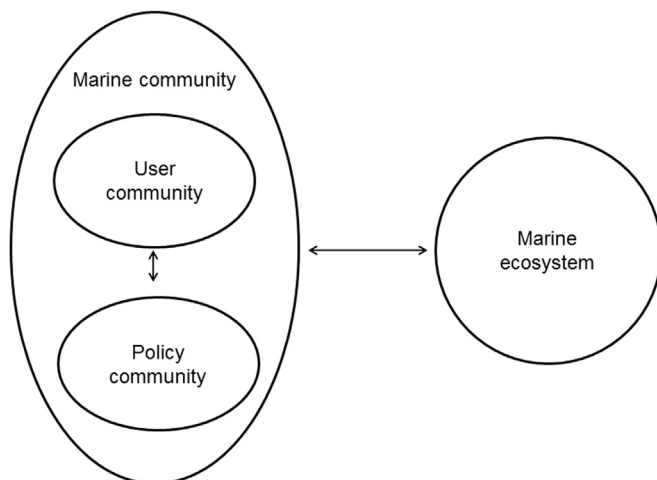 Marine community
User
community
Marine
ecosystem
Policy
community